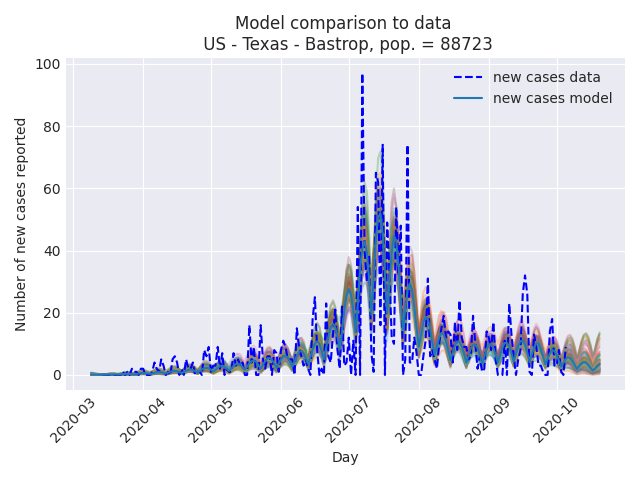 Model comparison to data
US - Texas - Bastrop, pop. = 88723
new cases data
new cases model
Number of new cases reported
100
80
60
40
20
0
2020-03
2020-04
2020-05
2020-06
2020-07
2020-08
2020-09
2020-10
Day